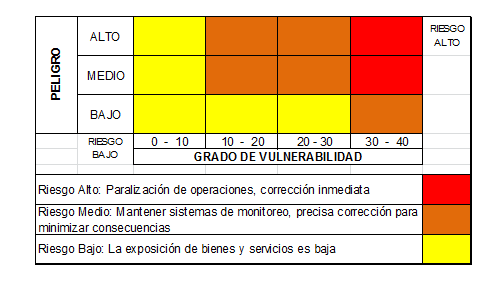 ALTO
RIESGO
ALTO
PELIGRO
MEDIO
BAJO
RIESGO
BAJO
0 - 10
10 - 20
20 - 30
30 - 40
GRADO DE VULNERABILIDAD
Riesgo Alto: Paralización de operaciones, corrección inmediata
Riesgo Medio: Mantener sistemas de monitoreo, precisa corrección para
minimizar consecuencias
Riesgo Bajo: La exposición de bienes y servicios es baja